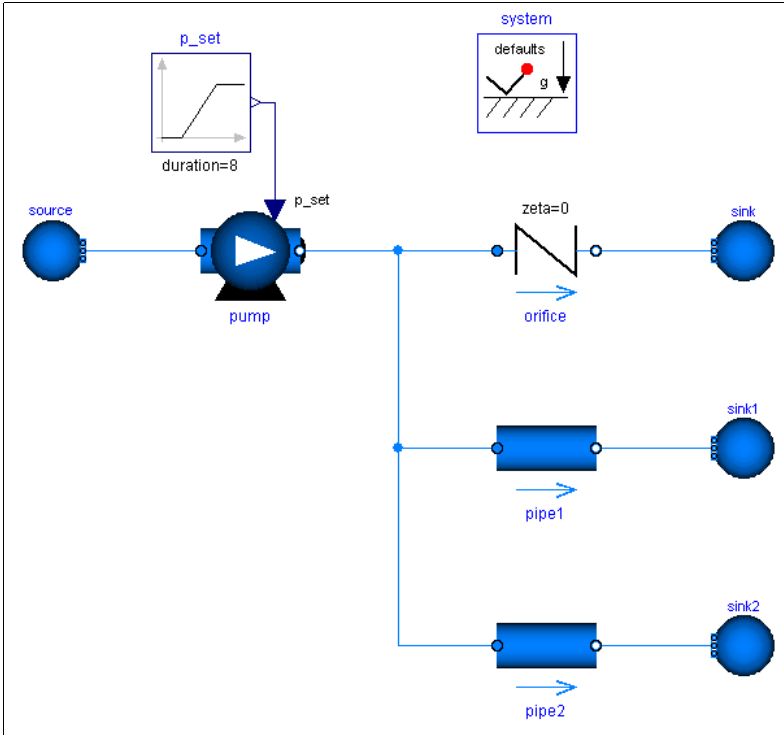 system
p_set
defaults
g
duration=8
p_set
source
zeta=0
sink
pump
orifice
sink1
pipe1
sink2
pipe2